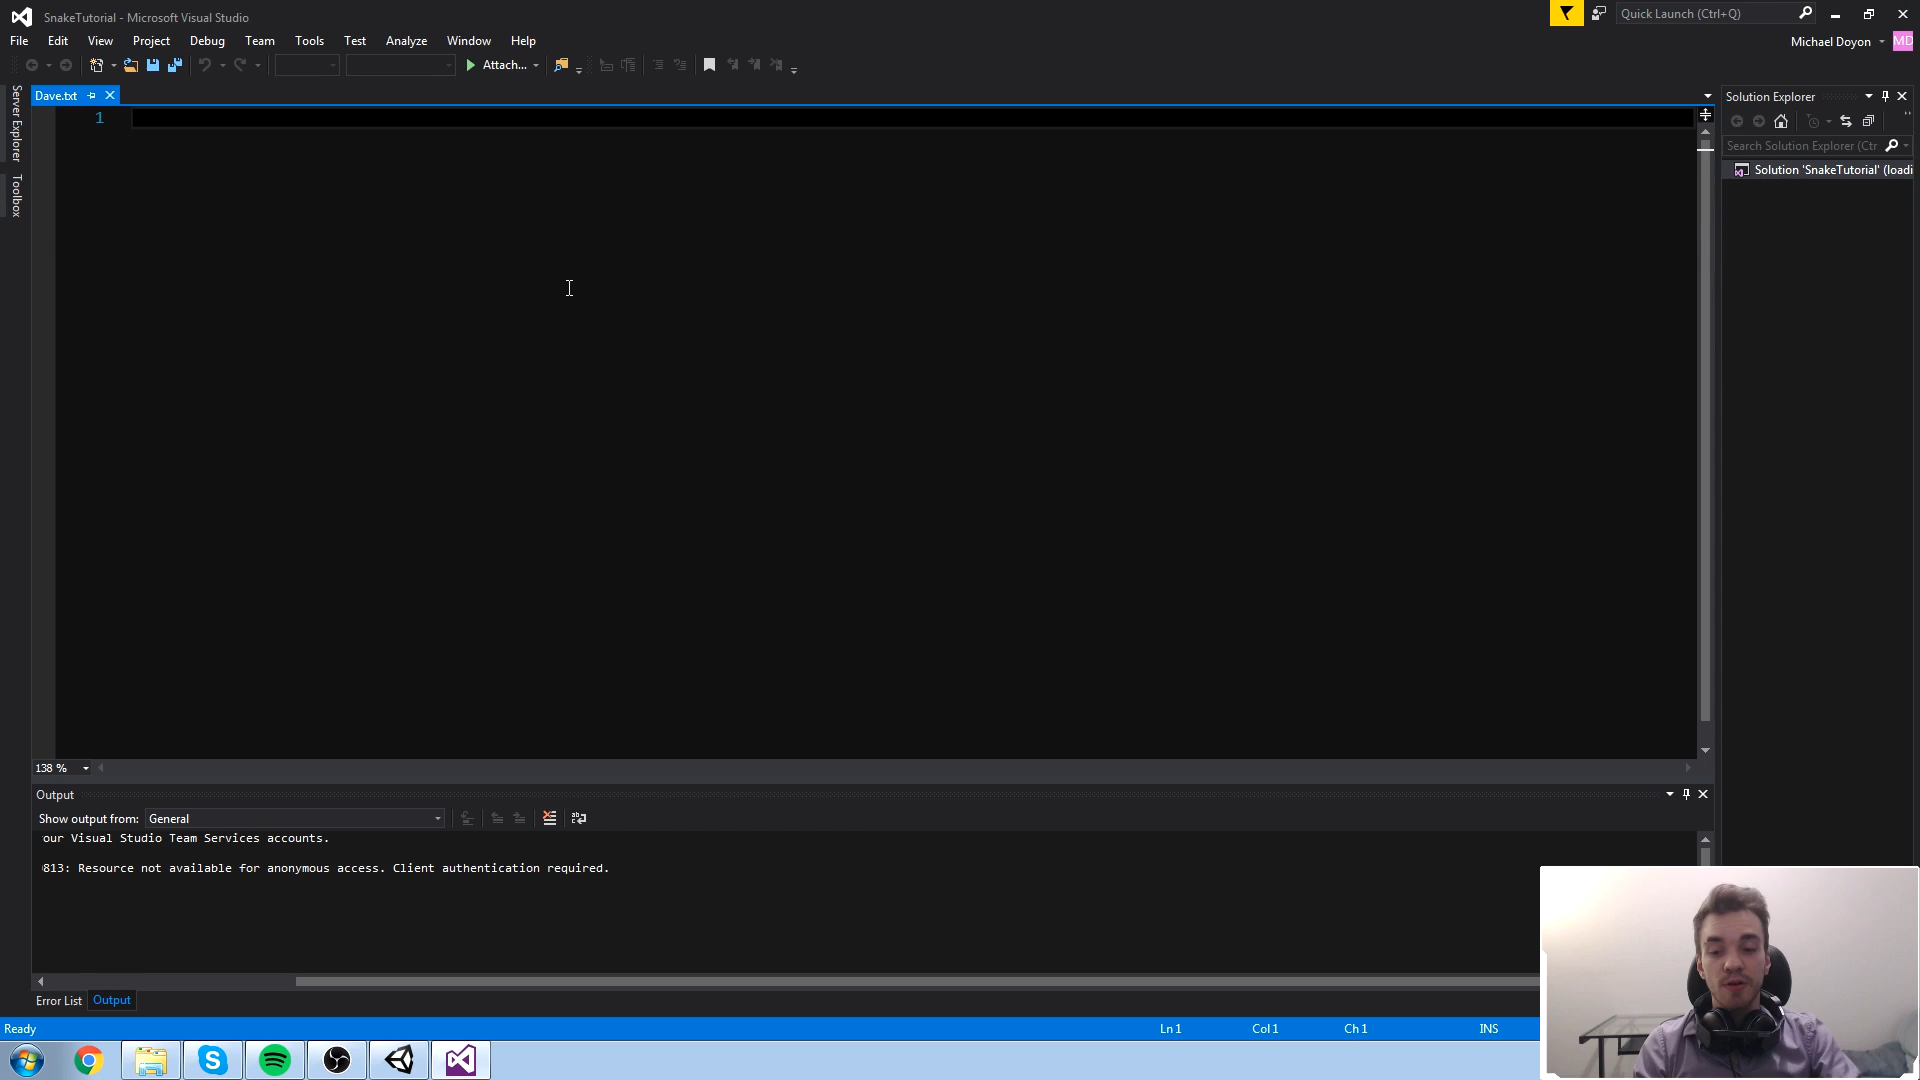 SnakeTutorial - Microsoft Visual Studio
Quick Launch (Ctrl+Q)
File Edit View Project Debug Team Tools Test Analyze Window Help
Michael Doyon MD
Attach...
Server Explorer
Toolbox
Dave.txt
1
Solution Explorer
Search Solution Explorer (Ctr
Solution 'SnakeTutorial' (loadi
138 %
Output
Show output from: General
our Visual Studio Team Services accounts.
813: Resource not available for anonymous access. Client authentication required.
Error List Output
Ready Ln 1 Col 1 Ch 1 INS